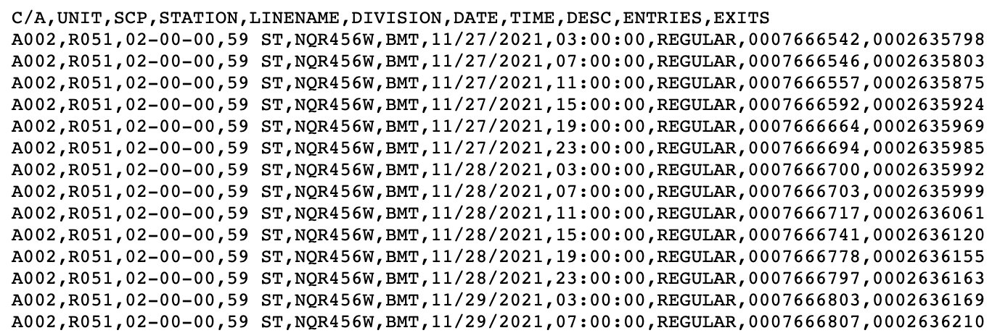 C/A,UNIT,SCP,STATION,LINENAME,DIVISION,DATE,TIME,DESC,ENTRIES,EXITS
A002,R051,02-00-00,59 ST,NQR456W,BMT,11/27/2021,03:00:00,REGULAR,0007666542,0002635798
A002,R051,02-00-00,59 ST,NQR456W,BMT,11/27/2021,07:00:00,REGULAR,0007666546,0002635803
A002,R051,02-00-00,59 ST,NQR456W,BMT,11/27/2021,11:00:00,REGULAR,0007666557,0002635875
A002,R051,02-00-00,59 ST,NQR456W,BMT,11/27/2021,15:00:00,REGULAR,0007666592,0002635924
A002,R051,02-00-00,59 ST,NQR456W,BMT,11/27/2021,19:00:00,REGULAR,0007666664,0002635969
A002,R051,02-00-00,59 ST,NQR456W,BMT,11/27/2021,23:00:00,REGULAR,0007666694,0002635985
A002,R051,02-00-00,59 ST,NQR456W,BMT,11/28/2021,03:00:00,REGULAR,0007666700,0002635992
A002,R051,02-00-00,59 ST,NQR456W,BMT,11/28/2021,07:00:00,REGULAR,0007666703,0002635999
A002,R051,02-00-00,59 ST,NQR456W,BMT,11/28/2021,11:00:00,REGULAR,0007666717,0002636061
A002,R051,02-00-00,59 ST,NQR456W,BMT,11/28/2021,15:00:00,REGULAR,0007666741,0002636120
A002,R051,02-00-00,59 ST,NQR456W,BMT,11/28/2021,19:00:00,REGULAR,0007666778,0002636155
A002,R051,02-00-00,59 ST,NQR456W,BMT,11/28/2021,23:00:00,REGULAR,0007666797,0002636163
A002,R051,02-00-00,59 ST,NQR456W,BMT,11/29/2021,03:00:00,REGULAR,0007666803,0002636169
A002,R051,02-00-00,59 ST,NQR456W,BMT,11/29/2021,07:00:00,REGULAR,0007666807,0002636210